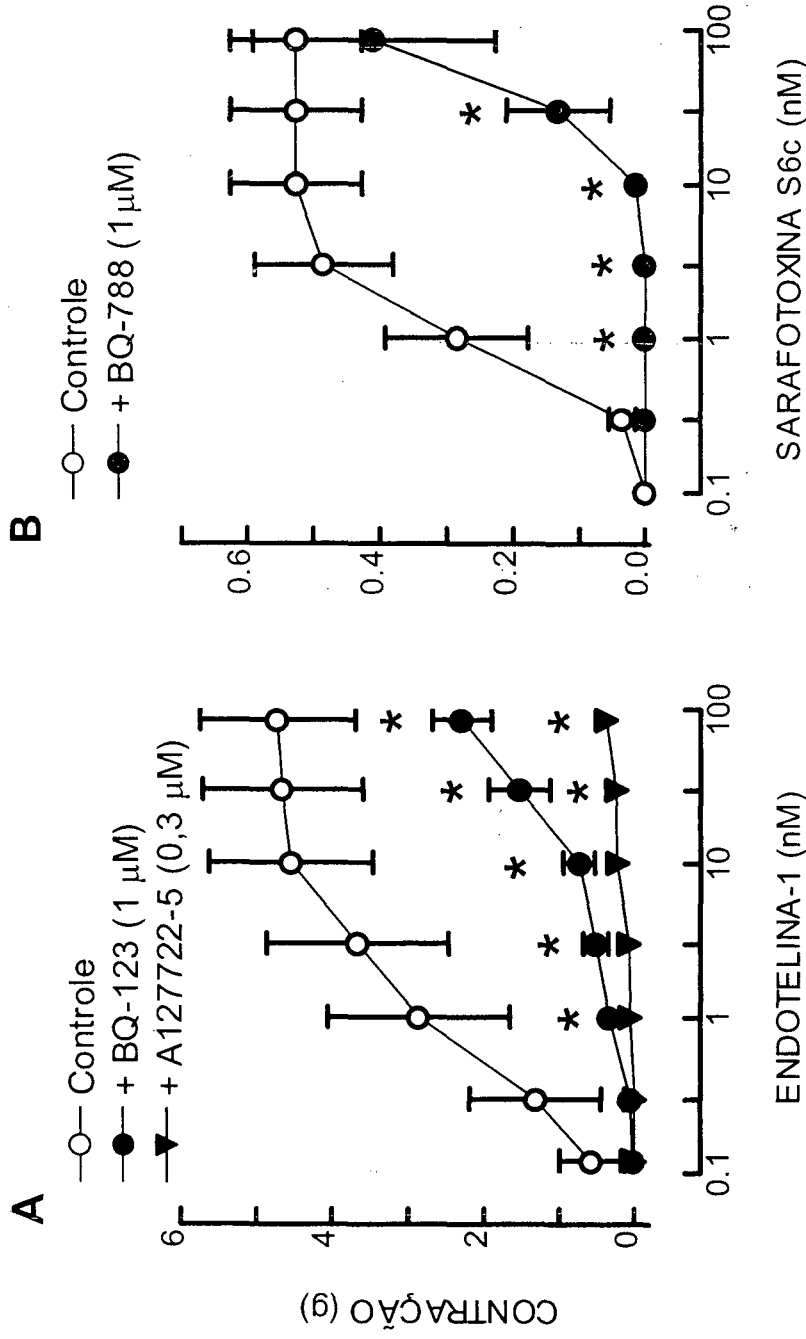 A
Controle
+ BQ-123 (1 μM)
+ A127722-5 (0,3 μM)
CONTRAÇÃO (g)
6
4
2
0
*
*
*
*
*
*
*
0.1
1
10
100
ENDOTELINA-1 (nM)
B
Controle
+ BQ-788 (1μM)
0.6
0.4
0.2
0.0
*
*
*
*
0.1
1
10
100
SARAFOTOXINA S6c (nM)